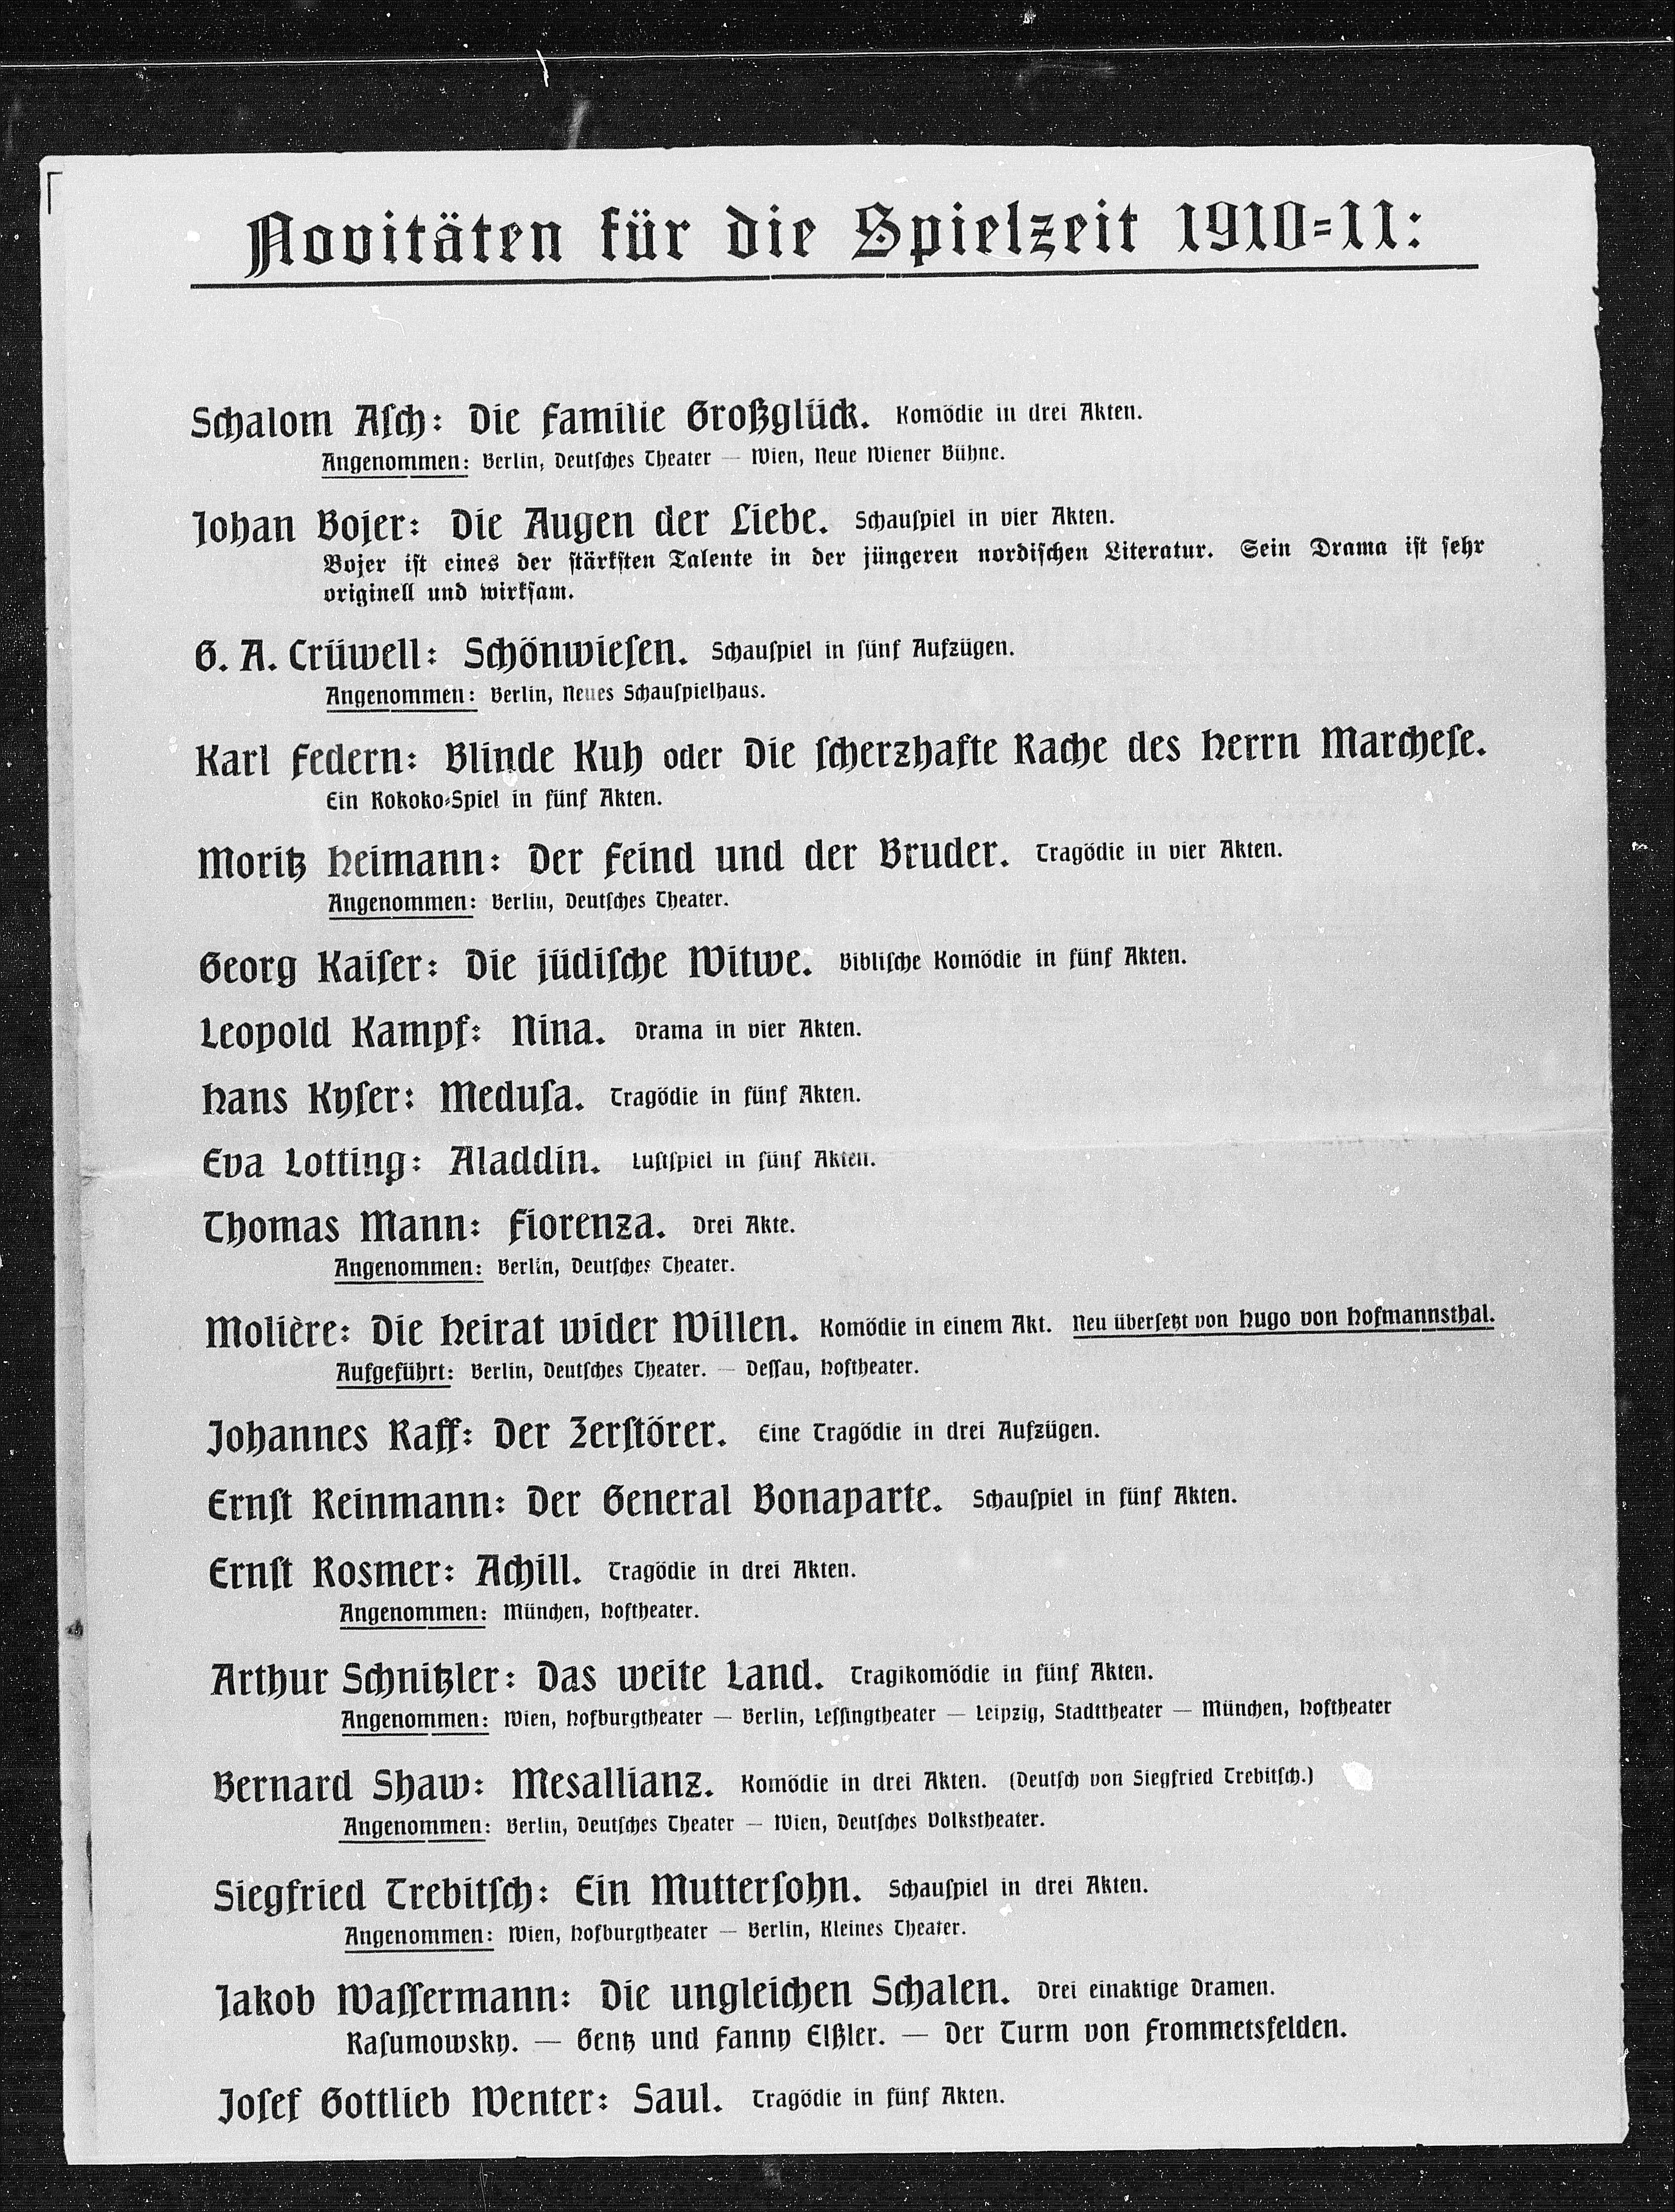 Novitäten für die Spielzeit 1910=11:
Schalom Aſch: Die Familie Großglück. Komödie in drei Akten.
Angenommen: Berlin, Deutſches Theater — Wien, Neue Wiener Bühne.
Johan Bojer: Die Augen der Liebe. Schauſpiel in vier Akten.
Bojer iſt eines der ſtärkſten Talente in der jüngeren nordiſchen Literatur. Sein Drama iſt ſehr
originell und wirkſam.
G. A. Crüwell: Schönwieſen. Schauſpiel in fünf Aufzügen.
Angenommen: Berlin, Neues Schauſpielhaus.
Karl Federn: Blinde Kuh oder Die ſcherzhafte Rache des Herrn Marcheſe.
Ein Rokoko=Spiel in fünf Akten.
Moritz Heimann: Der Feind und der Bruder. Tragödie in vier Akten.
Angenommen: Berlin, Deutſches Theater.
Georg Kaiſer: Die jüdiſche Witwe. Bibliſche Komödie in fünf Akten.
Leopold Kampf: Nina. Drama in vier Akten.
Hans Kyſer: Meduſa. Tragödie in fünf Akten.
Eva Lotting: Aladdin. Luſtſpiel in fünf Akten.
Thomas Mann: Fiorenza. Drei Akte.
Angenommen: Berlin, Deutſches Theater.
Molière: Die Heirat wider Willen. Komödie in einem Akt. Neu überſetzt von Hugo von Hofmannsthal.
Aufgeführt: Berlin, Deutſches Theater. — Deſſau, Hoftheater.
Johannes Raff: Der Zerſtörer. Eine Tragödie in drei Aufzügen.
Ernſt Reinmann: Der General Bonaparte. Schauſpiel in fünf Akten.
Ernſt Rosmer: Achill. Tragödie in drei Akten.
Angenommen: München, Hoftheater.
Arthur Schnitzler: Das weite Land. Tragikomödie in fünf Akten.
Angenommen: Wien, Hofburgtheater — Berlin, Leſſingtheater — Leipzig, Stadttheater — München, Hoftheater
Bernard Shaw: Mesallianz. Komödie in drei Akten. (Deutſch von Siegfried Trebitſch.)
Angenommen: Berlin, Deutſches Theater — Wien, Deutſches Volkstheater.
Siegfried Trebitſch: Ein Mutterſohn. Schauſpiel in drei Akten.
Angenommen: Wien, Hofburgtheater — Berlin, Kleines Theater.
Jakob Waſſermann: Die ungleichen Schalen. Drei einaktige Dramen.
Raſumowsky. — Gentz und Fanny Elßler. — Der Turm von Frommetsfelden.
Joſef Gottlieb Wenter: Saul. Tragödie in fünf Akten.